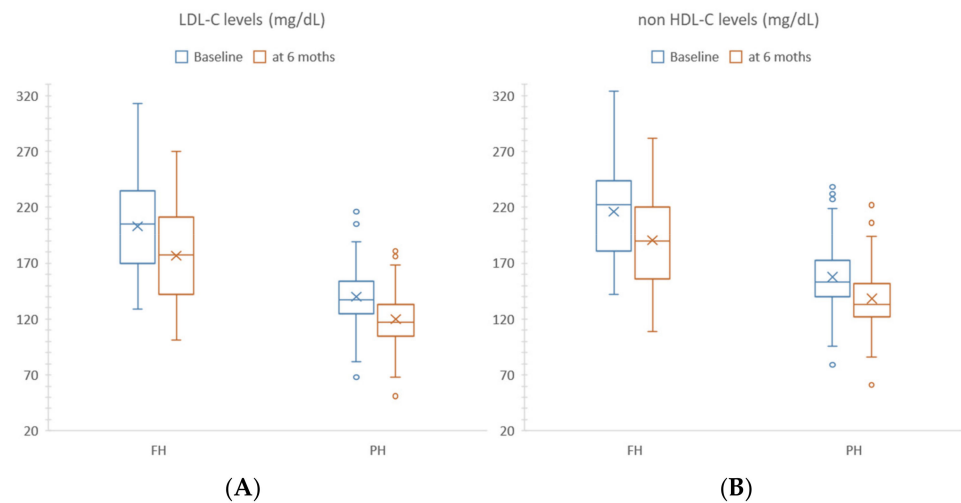 LDL-C levels (mg/dL)
Baseline at 6 moths
320
270
220
170
120
70
20
FH PH
(A)
non HDL-C levels (mg/dL)
Baseline at 6 moths
320
270
220
170
120
70
20
FH PH
(B)